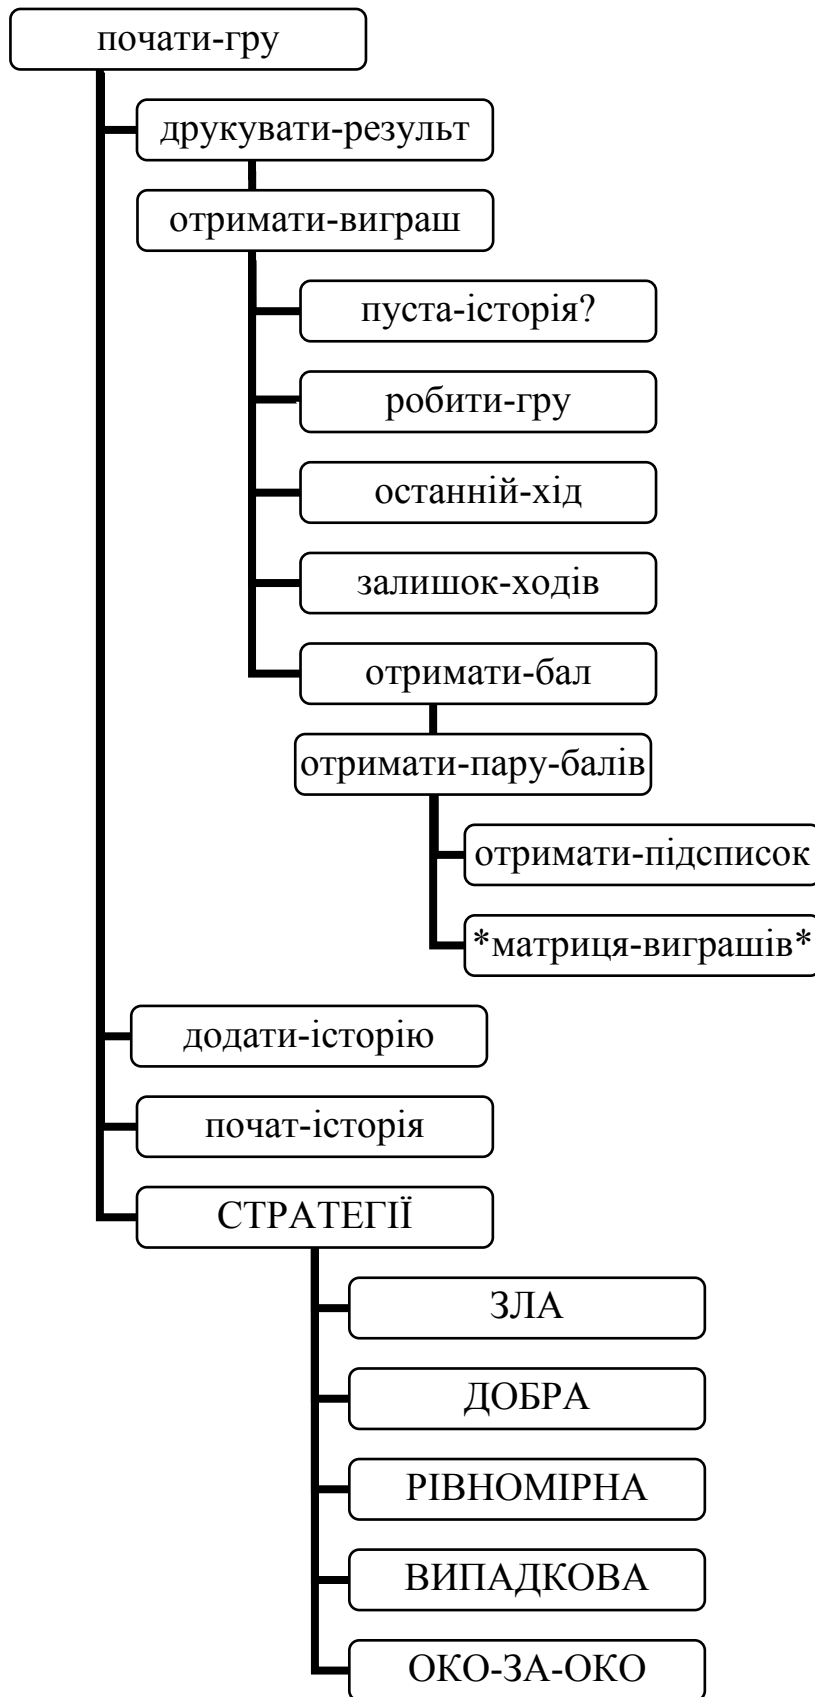 почати-гру
друкувати-результ
отримати-виграш
пуста-історія?
робити-гру
останній-хід
залишок-ходів
отримати-бал
отримати-пару-балів
отримати-підсписок
*матриця-виграшів*
додати-історію
почат-історія
СТРАТЕГІЇ
ЗЛА
ДОБРА
РІВНОМІРНА
ВИПАДКОВА
ОКО-ЗА-ОКО